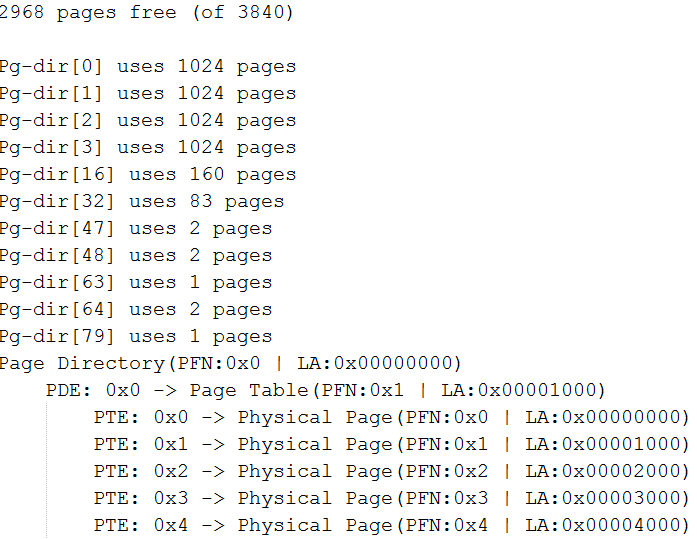 2968 pages free (of 3840)
Pg-dir[0] uses 1024 pages
Pg-dir[1] uses 1024 pages
Pg-dir[2] uses 1024 pages
Pg-dir[3] uses 1024 pages
Pg-dir[16] uses 160 pages
Pg-dir[32] uses 83 pages
Pg-dir[47] uses 2 pages
Pg-dir[48] uses 2 pages
Pg-dir[63] uses 1 pages
Pg-dir[64] uses 2 pages
Pg-dir[79] uses 1 pages
Page Directory(PFN:0x0 | LA:0x00000000)
PDE: 0x0 -> Page Table(PFN:0x1 | LA:0x00001000)
PTE: 0x0 -> Physical Page(PFN:0x0 | LA:0x00000000)
PTE: 0x1 -> Physical Page(PFN:0x1 | LA:0x00001000)
PTE: 0x2 -> Physical Page(PFN:0x2 | LA:0x00002000)
PTE: 0x3 -> Physical Page(PFN:0x3 | LA:0x00003000)
PTE: 0x4 -> Physical Page(PFN:0x4 | LA:0x00004000)